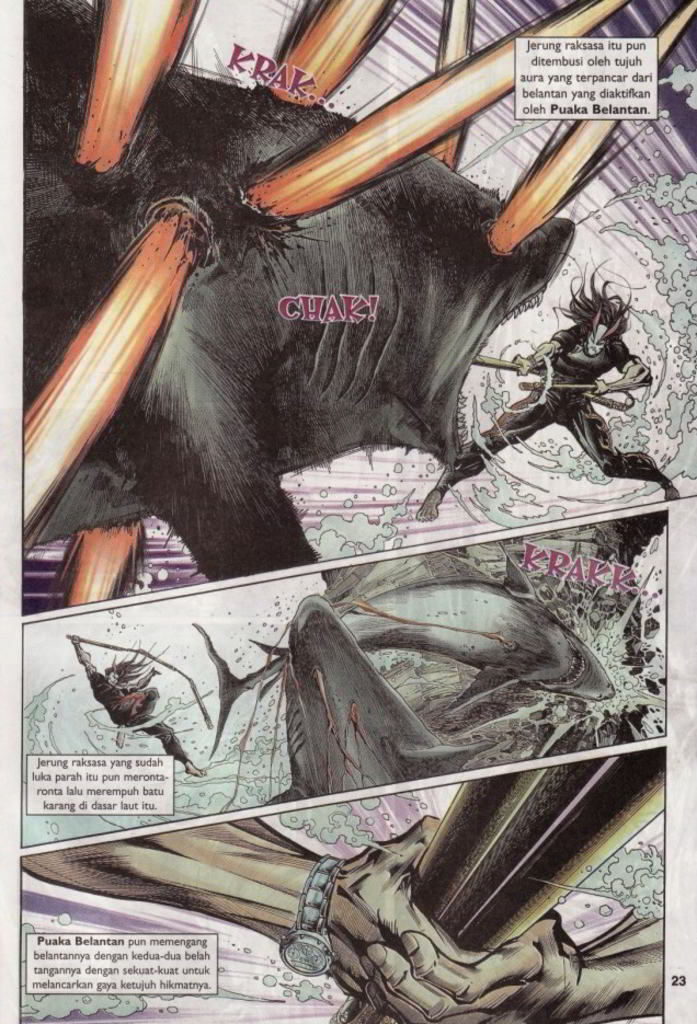 KRAK...
Jerung raksasa itu pun
ditembusi oleh tujuh
aura yang terpancar dari
belantan yang diaktifkan
oleh Puaka Belantan.
CHAK!
KRAKK...
Jerung raksasa yang sudah
luka parah itu pun meronta-
ronta lalu merempuh batu
karang di dasar laut itu.
Puaka Belantan pun memengang
belantannya dengan kedua-dua belah
tangannya dengan sekuat-kuat untuk
melancarkan gaya ketujuh hikmatnya.
23